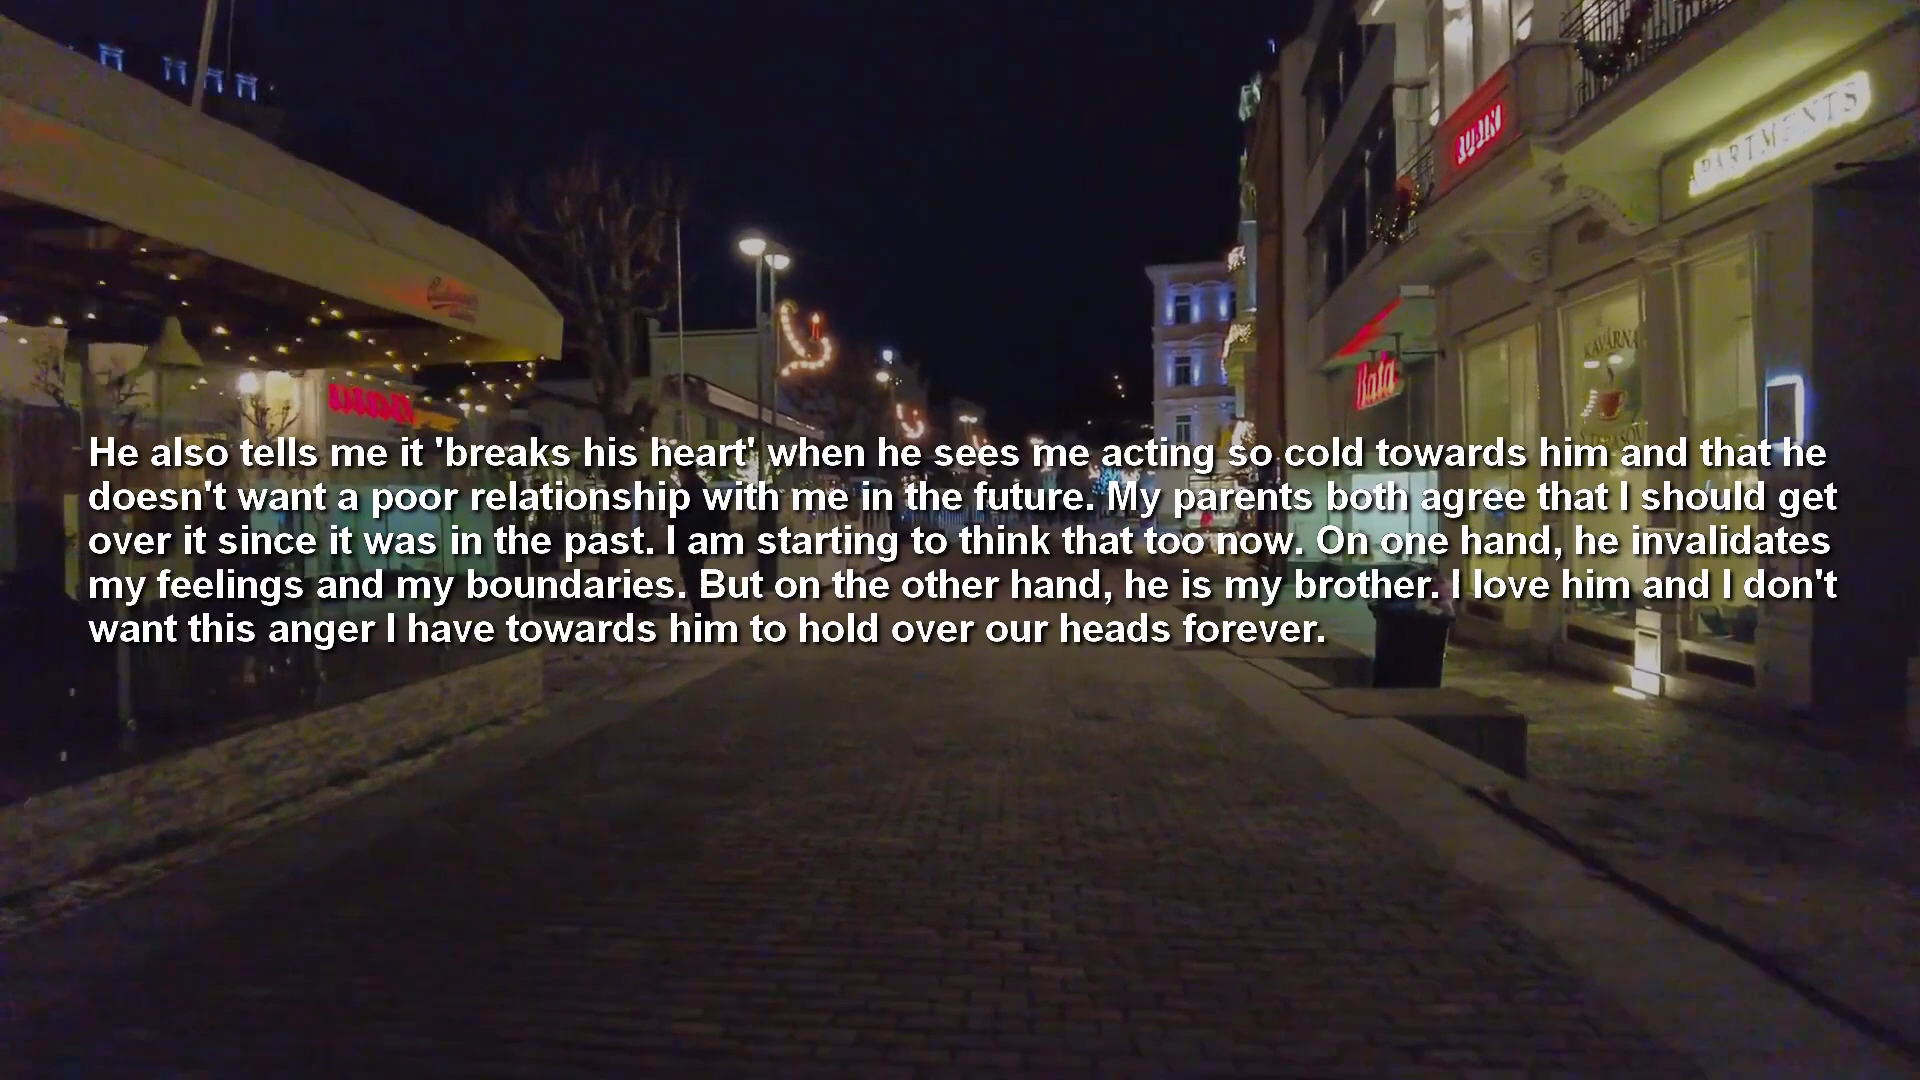 RUBIKI
APARTMENTS
KAVÁRNA
Bata
Bata
He also tells me it 'breaks his heart' when he sees me acting so cold towards him and that he
doesn't want a poor relationship with me in the future. My parents both agree that I should get
over it since it was in the past. I am starting to think that too now. On one hand, he invalidates
my feelings and my boundaries. But on the other hand, he is my brother. I love him and I don't
want this anger I have towards him to hold over our heads forever.